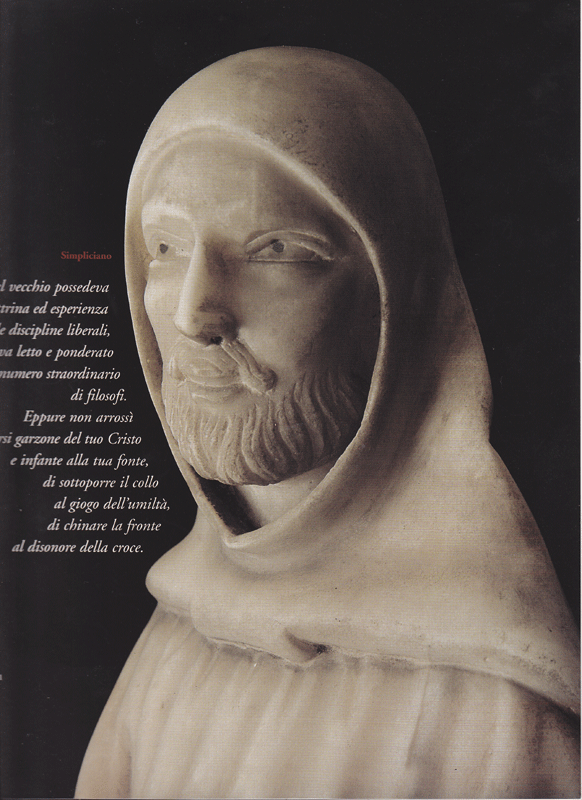 Simpliciano
l vecchio possedeva
ttrina ed esperienza
e discipline liberali,
va letto e ponderato
numero straordinario
di filosofi.
Eppure non arrossì
rsi garzone del tuo Cristo
e infante alla tua fonte,
di sottoporre il collo
al giogo dell'umiltà,
di chinare la fronte
al disonore della croce.